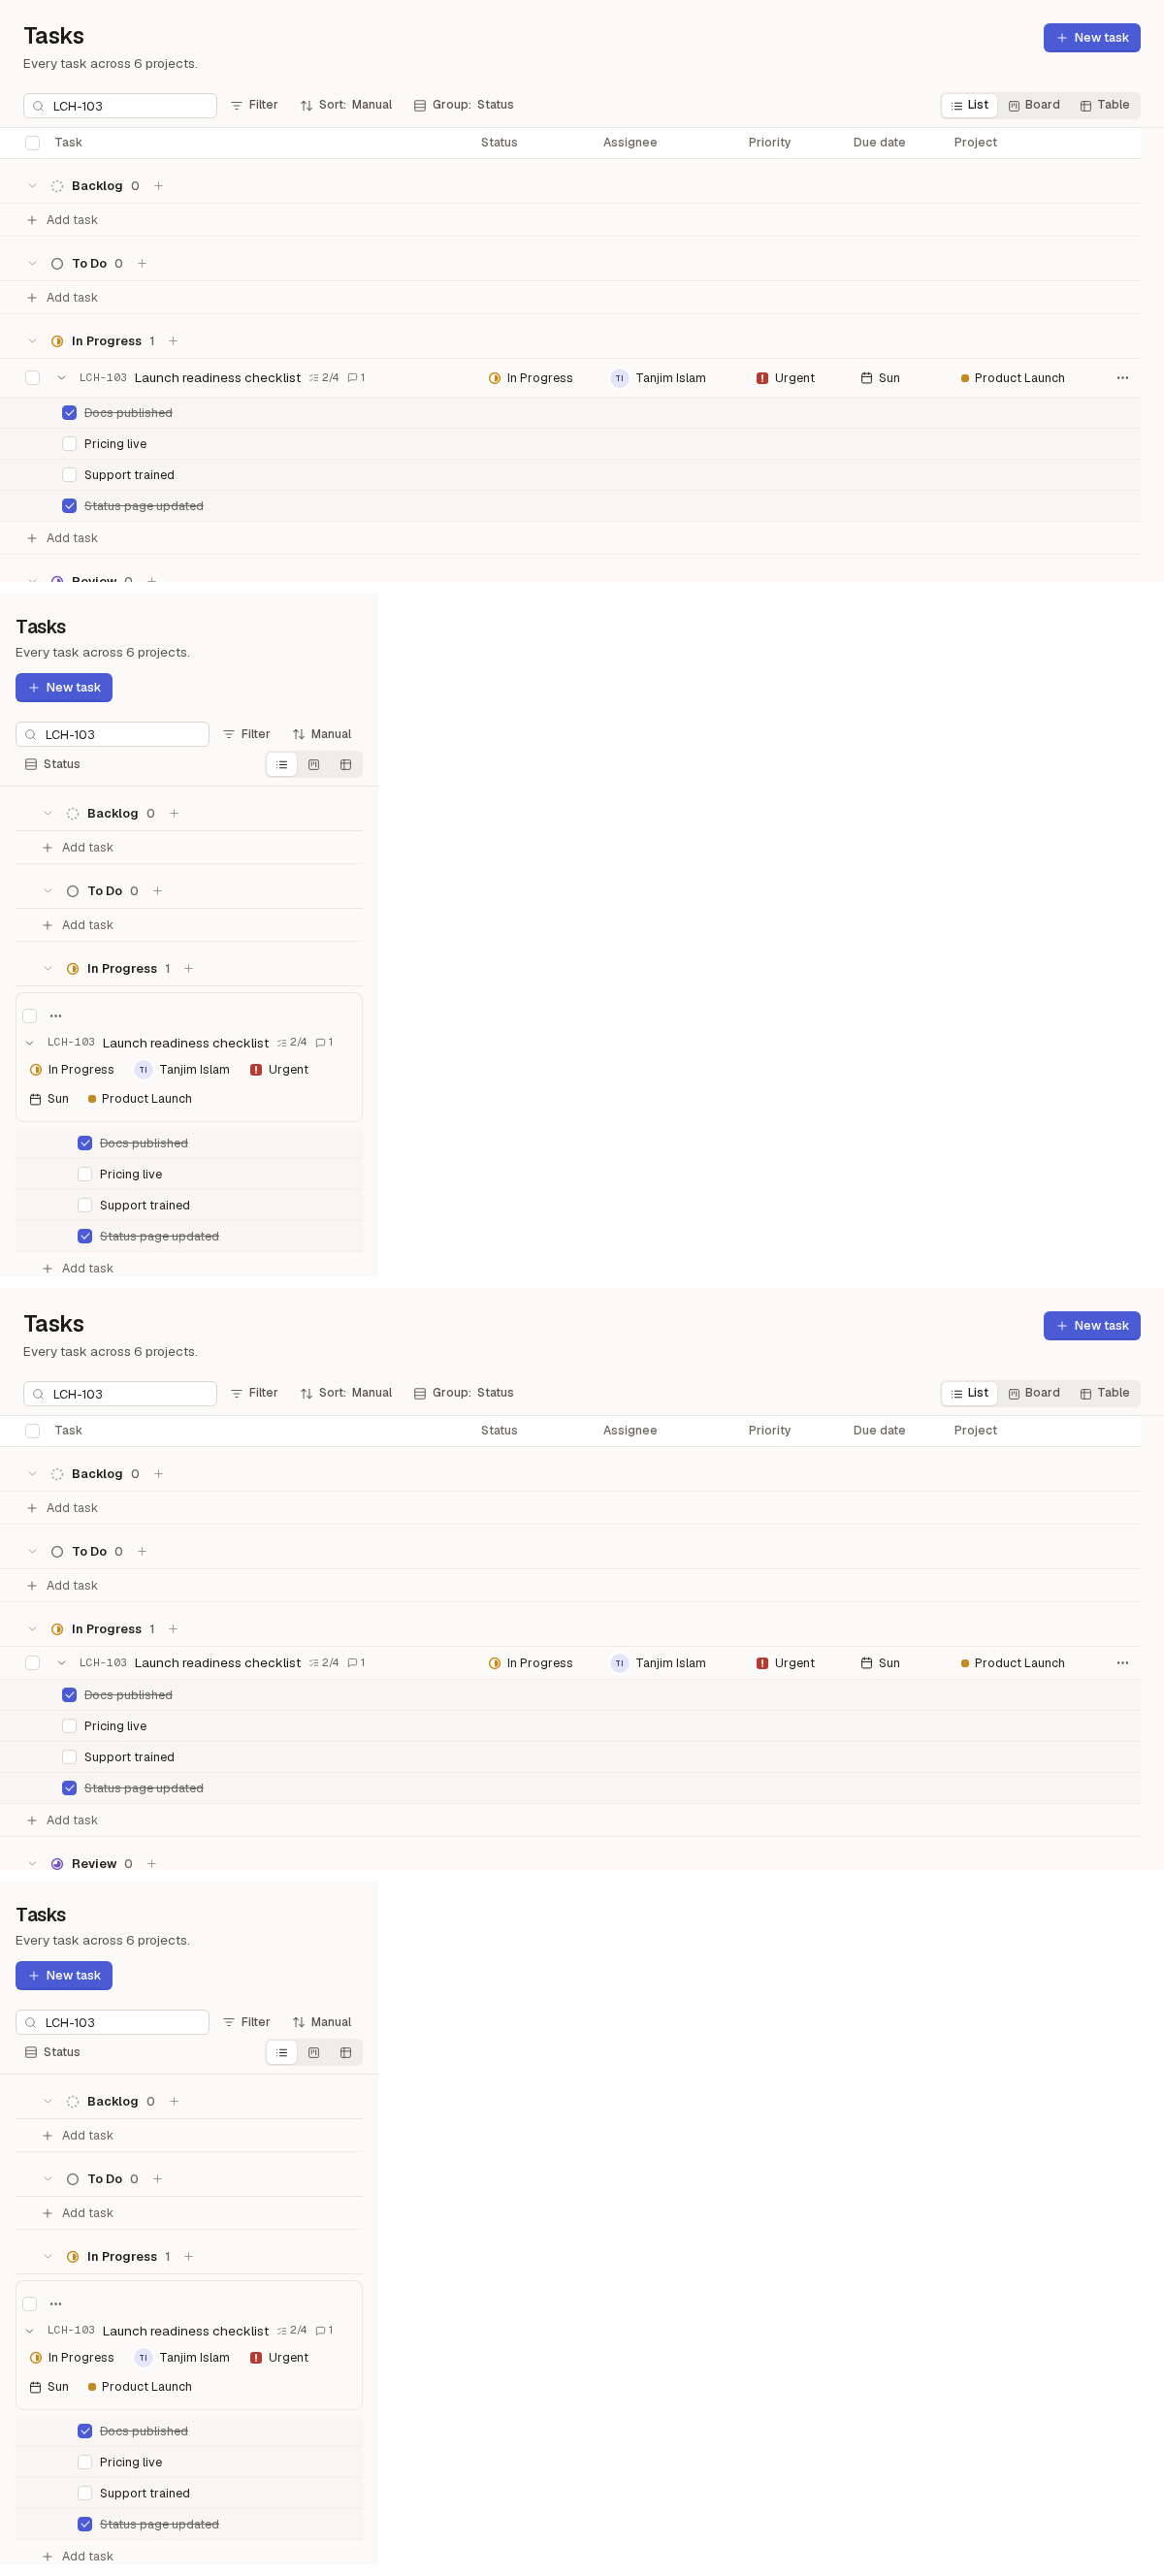 Tasks
New task
Every task across 6 projects.
LCH-103 Filter Sort: Manual Group: Status List Board Table
Task Status Assignee Priority Due date Project
Backlog 0
Add task
To Do 0
Add task
In Progress 1
LCH-103 Launch readiness checklist 2/4 1 In Progress TI Tanjim Islam Urgent Sun Product Launch
Docs published
Pricing live
Support trained
Status page updated
Add task
Review 0
Tasks
Every task across 6 projects.
New task
LCH-103 Filter Manual
Status
Backlog 0
Add task
To Do 0
Add task
In Progress 1
LCH-103 Launch readiness checklist 2/4 1
In Progress TI Tanjim Islam Urgent
Sun Product Launch
Docs published
Pricing live
Support trained
Status page updated
Add task
Tasks
New task
Every task across 6 projects.
LCH-103 Filter Sort: Manual Group: Status List Board Table
Task Status Assignee Priority Due date Project
Backlog 0
Add task
To Do 0
Add task
In Progress 1
LCH-103 Launch readiness checklist 2/4 1 In Progress TI Tanjim Islam Urgent Sun Product Launch
Docs published
Pricing live
Support trained
Status page updated
Add task
Review 0
Tasks
Every task across 6 projects.
New task
LCH-103 Filter Manual
Status
Backlog 0
Add task
To Do 0
Add task
In Progress 1
LCH-103 Launch readiness checklist 2/4 1
In Progress TI Tanjim Islam Urgent
Sun Product Launch
Docs published
Pricing live
Support trained
Status page updated
Add task